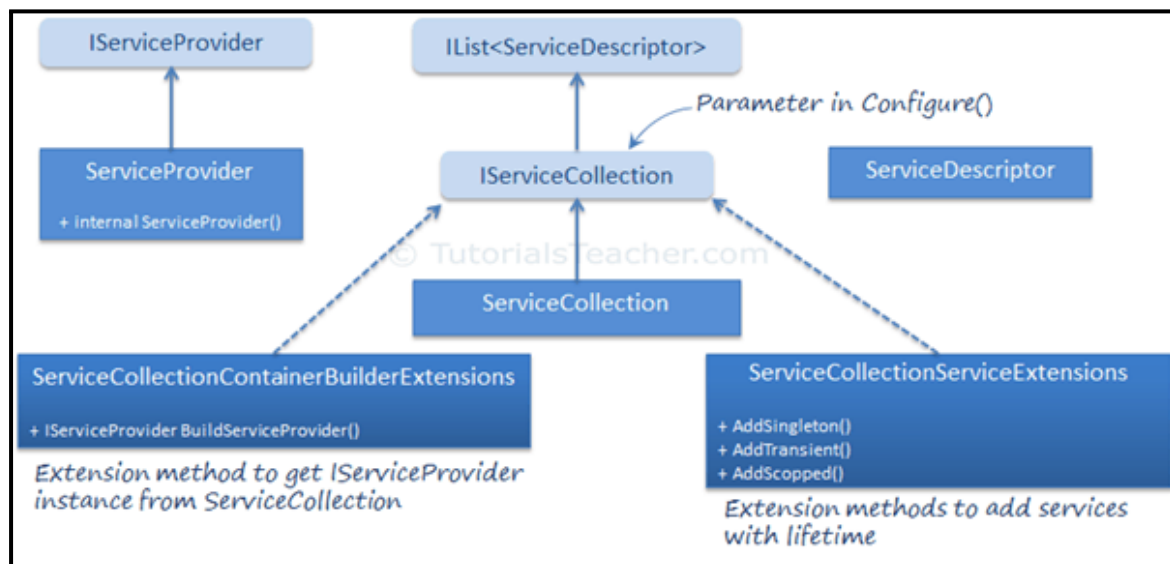 IServiceProvider
IList<ServiceDescriptor>
Parameter in Configure()
ServiceProvider
+ internal ServiceProvider()
IServiceCollection
ServiceDescriptor
© TutorialsTeacher.com
ServiceCollection
ServiceCollectionContainerBuilderExtensions
+ IServiceProvider BuildServiceProvider()
Extension method to get IServiceProvider
instance from ServiceCollection
ServiceCollectionServiceExtensions
+ AddSingleton()
+ AddTransient()
+ AddScopped()
Extension methods to add services
with lifetime